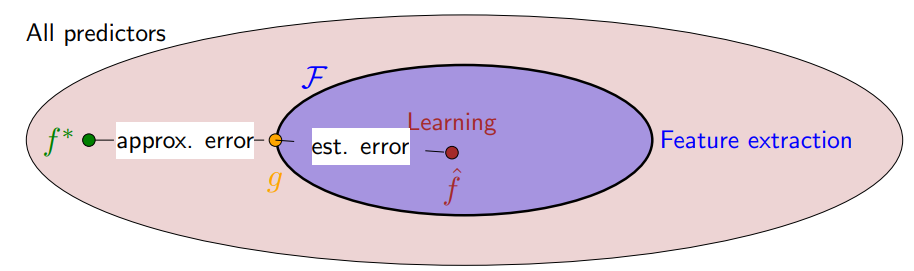 All predictors
ℱ
Learning
f* approx. error est. error Feature extraction
g f̂